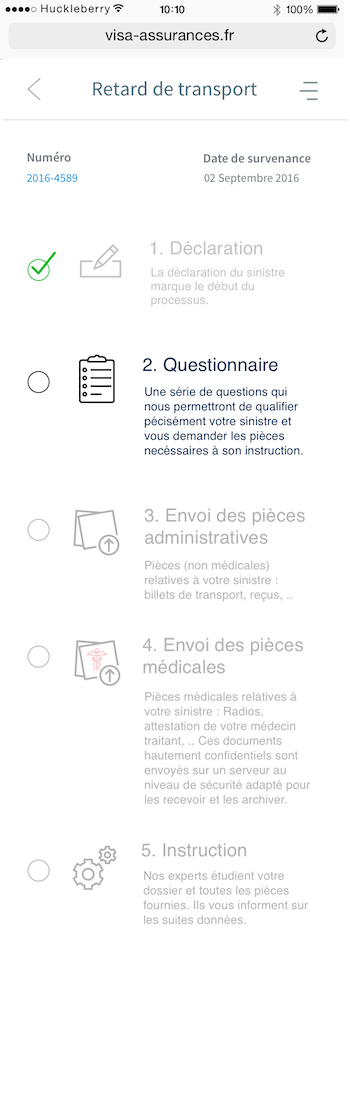 Huckleberry 10:10 100%
visa-assurances.fr
Retard de transport
Numéro Date de survenance
2016-4589 02 Septembre 2016
1. Déclaration
La déclaration du sinistre
marque le début du
processus.
2. Questionnaire
Une série de questions qui
nous permettront de qualifier
pécisément votre sinistre et
vous demander les pièces
necéssaires à son instruction.
3. Envoi des pièces
administratives
Pièces (non médicales)
relatives à votre sinistre :
billets de transport, reçus, ..
4. Envoi des pièces
médicales
Pièces médicales relatives à
votre sinistre : Radios,
attestation de votre médecin
traitant, .. Ces documents
hautement confidentiels sont
envoyés sur un serveur au
niveau de sécurité adapté pour
les recevoir et les archiver.
5. Instruction
Nos experts étudient votre
dossier et toutes les pièces
fournies. Ils vous informent sur
les suites données.